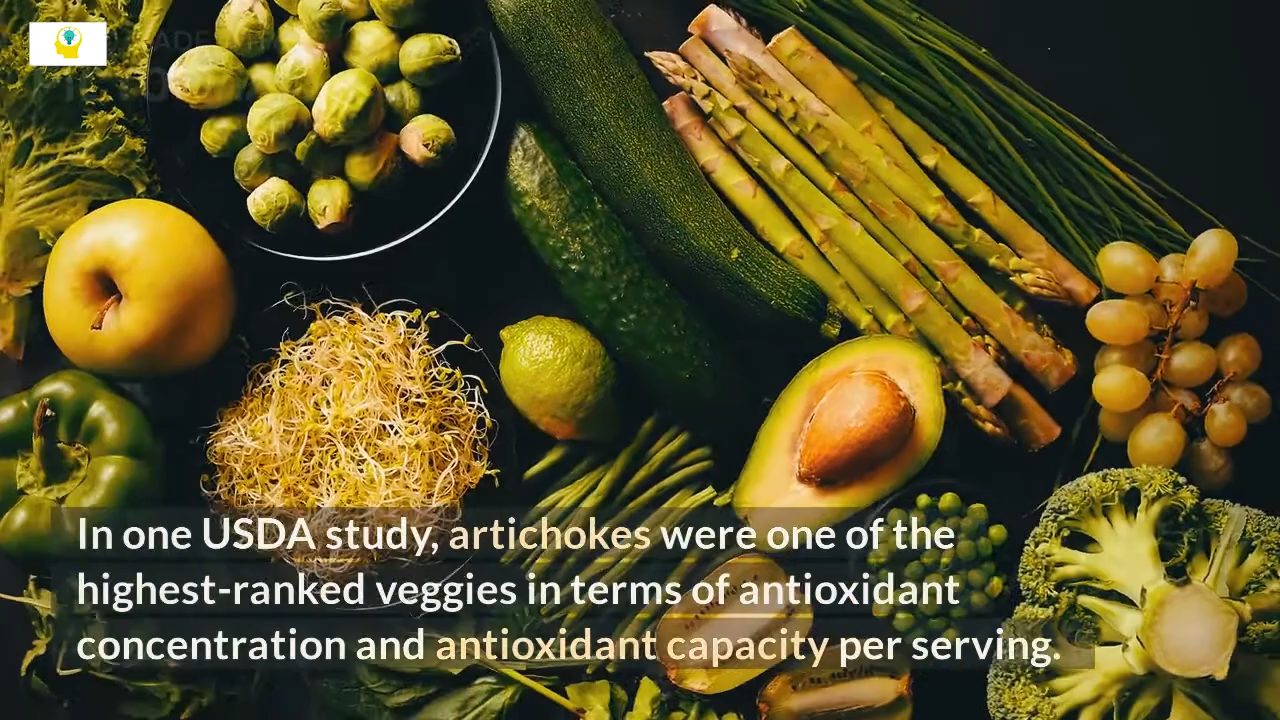 In one USDA study, artichokes were one of the
highest-ranked veggies in terms of antioxidant
concentration and antioxidant capacity per serving.